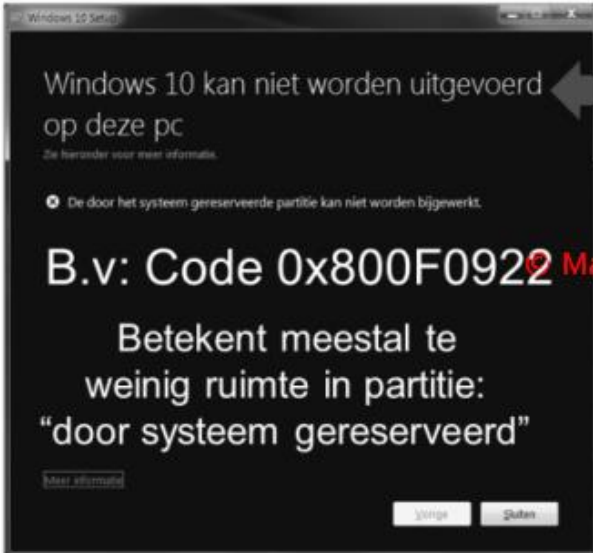 Windows 10 Setup
Windows 10 kan niet worden uitgevoerd
op deze pc
Zie hieronder voor meer informatie.
De door het systeem gereserveerde partitie kan niet worden bijgewerkt.
B.v: Code 0x800F0922
© Ma
Betekent meestal te
weinig ruimte in partitie:
“door systeem gereserveerd”
Meer informatie
Vorige
Sluiten